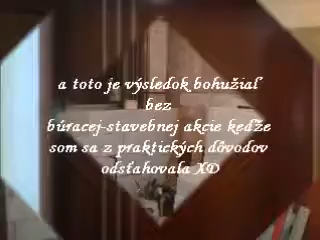 a toto je výsledok bohužiaľ
bez
búracej-stavebnej akcie keďže
som sa z praktických dôvodov
odsťahovala XD